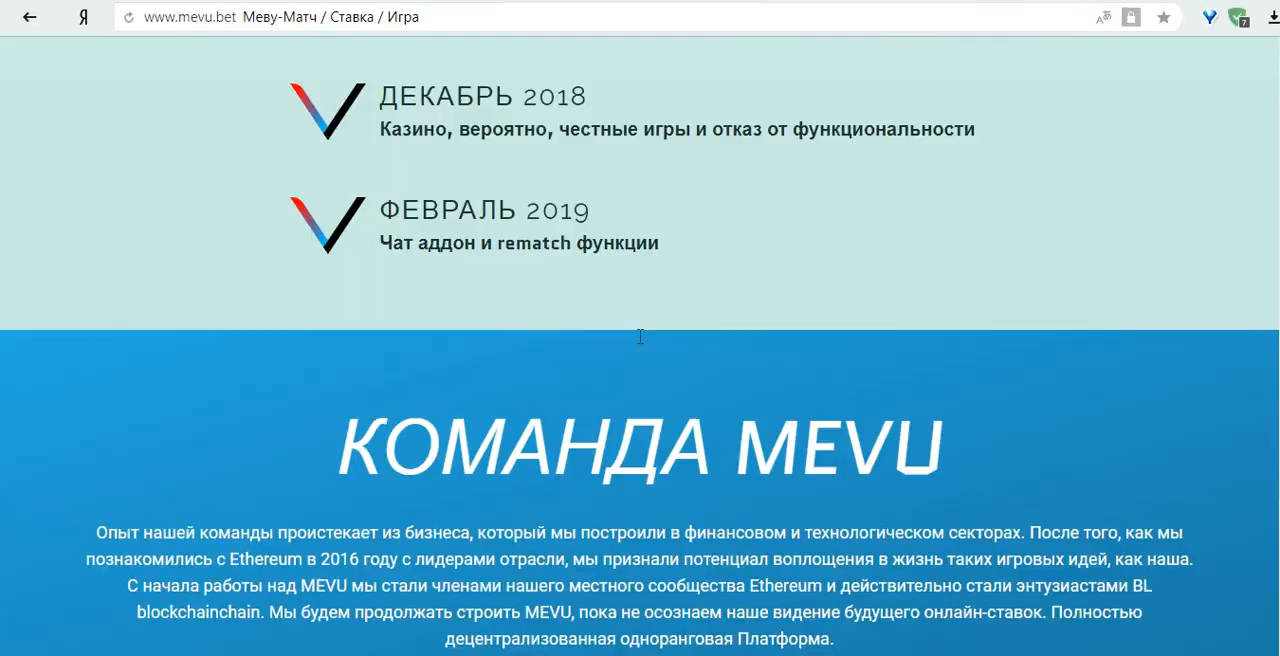 Я www.mevu.bet Меву-Матч / Ставка / Игра
7
ДЕКАБРЬ 2018
Казино, вероятно, честные игры и отказ от функциональности
ФЕВРАЛЬ 2019
Чат аддон и rematch функции
КОМАНДА MEVU
Опыт нашей команды проистекает из бизнеса, который мы построили в финансовом и технологическом секторах. После того, как мы
познакомились с Ethereum в 2016 году с лидерами отрасли, мы признали потенциал воплощения в жизнь таких игровых идей, как наша.
С начала работы над MEVU мы стали членами нашего местного сообщества Ethereum и действительно стали энтузиастами BL
blockchainchain. Мы будем продолжать строить MEVU, пока не осознаем наше видение будущего онлайн-ставок. Полностью
децентрализованная одноранговая Платформа.